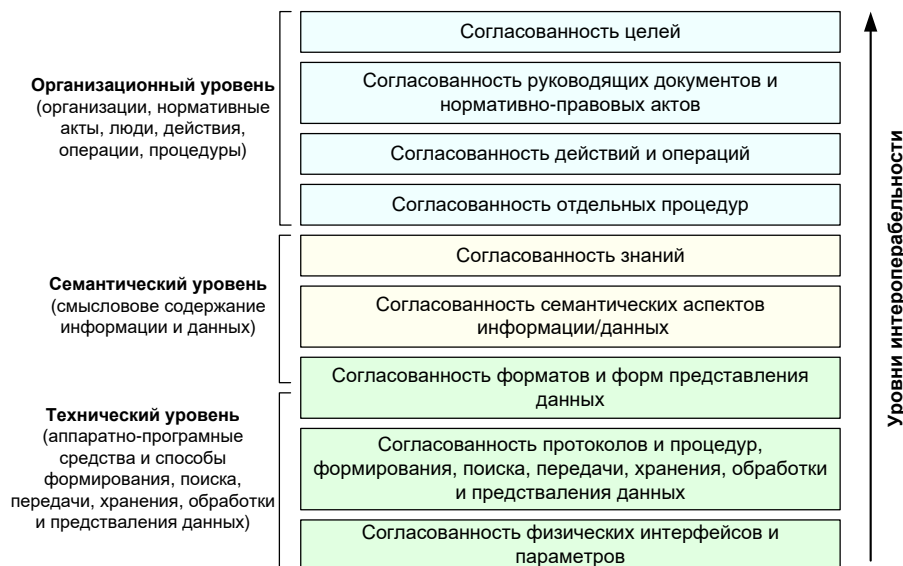 Согласованность целей
Организационный уровень
(организации, нормативные
акты, люди, действия,
операции, процедуры)
Согласованность руководящих документов и
нормативно-правовых актов
Согласованность действий и операций
Согласованность отдельных процедур
Семантический уровень
(смысловове содержание
информации и данных)
Согласованность знаний
Согласованность семантических аспектов
информации/данных
Согласованность форматов и форм представления
данных
Технический уровень
(аппаратно-програмные
средства и способы
формирования, поиска,
передачи, хранения, обработки
и предстваления данных)
Согласованность протоколов и процедур,
формирования, поиска, передачи, хранения, обработки
и предстваления данных
Согласованность физических интерфейсов и
параметров
Уровни интероперабельности